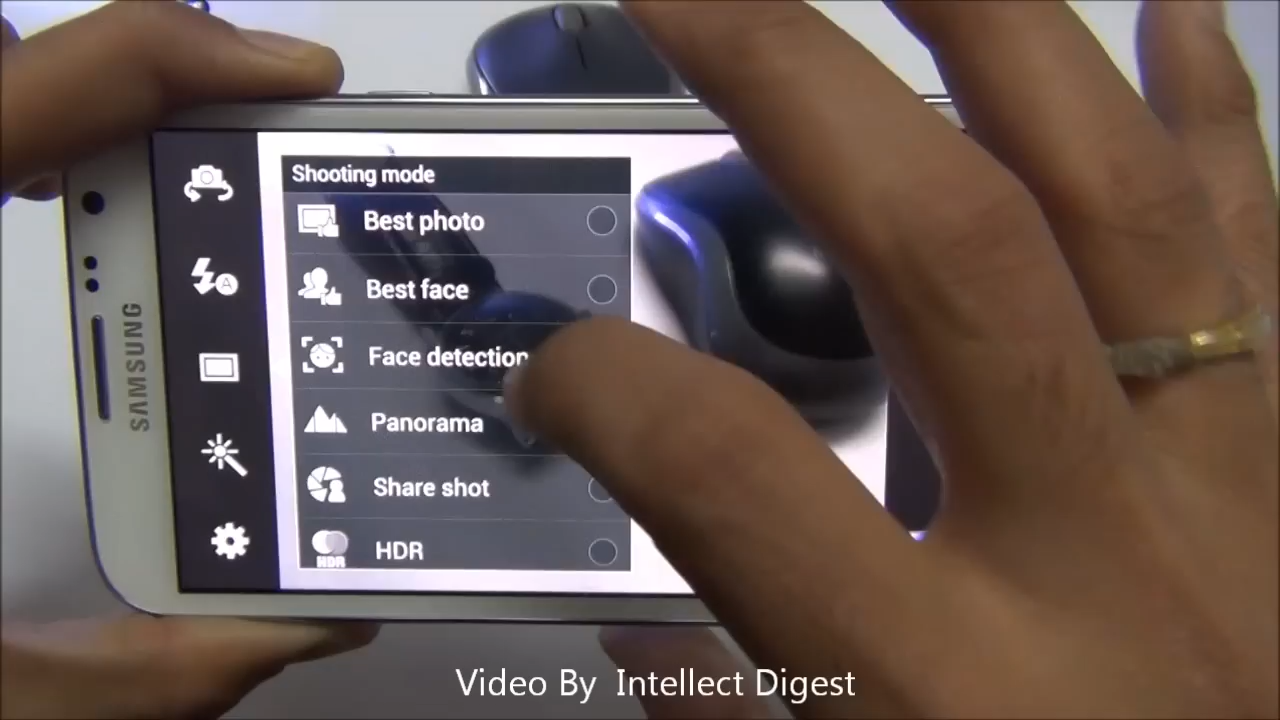 SAMSUNG
A
Shooting mode
Best photo
Best face
Face detection
Panorama
Share shot
HDR
HDR
Video By Intellect Digest